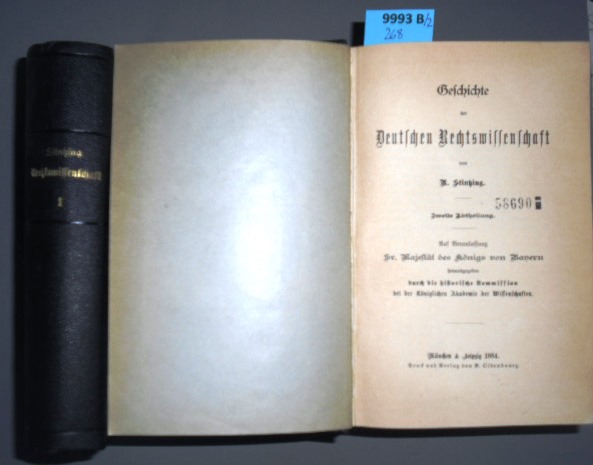 9993 B/2
268
Stintzing
Rechtswissenschaft
I
Geschichte
der
Deutschen Rechtswissenschaft
von
R. Stintzing.
58690
Zweite Abtheilung.
Auf Veranlassung
Sr. Majestät des Königs von Bayern
herausgegeben
durch die historische Kommission
bei der Königlichen Akademie der Wissenschaften.
München & Leipzig 1884.
Druck und Verlag von R. Oldenbourg.